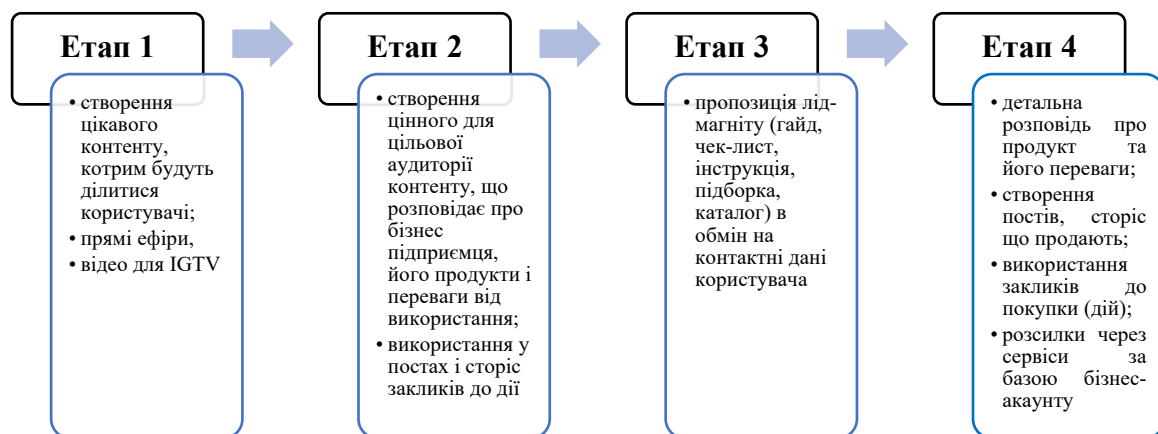 Етап 1
• створення
цікавого
контенту,
котрим будуть
ділитися
користувачі;
• прямі ефіри,
• відео для IGTV
Етап 2
• створення
цінного для
цільової
аудиторії
контенту, що
розповідає про
бізнес
підприємця,
його продукти і
переваги від
використання;
• використання у
постах і сторіс
закликів до дії
Етап 3
• пропозиція лід-
магніту (гайд,
чек-лист,
інструкція,
підборка,
каталог) в
обмін на
контактні дані
користувача
Етап 4
• детальна
розповідь про
продукт та
його переваги;
• створення
постів, сторіс
що продають;
• використання
закликів до
покупки (дій);
• розсилки через
сервіси за
базою бізнес-
акаунту